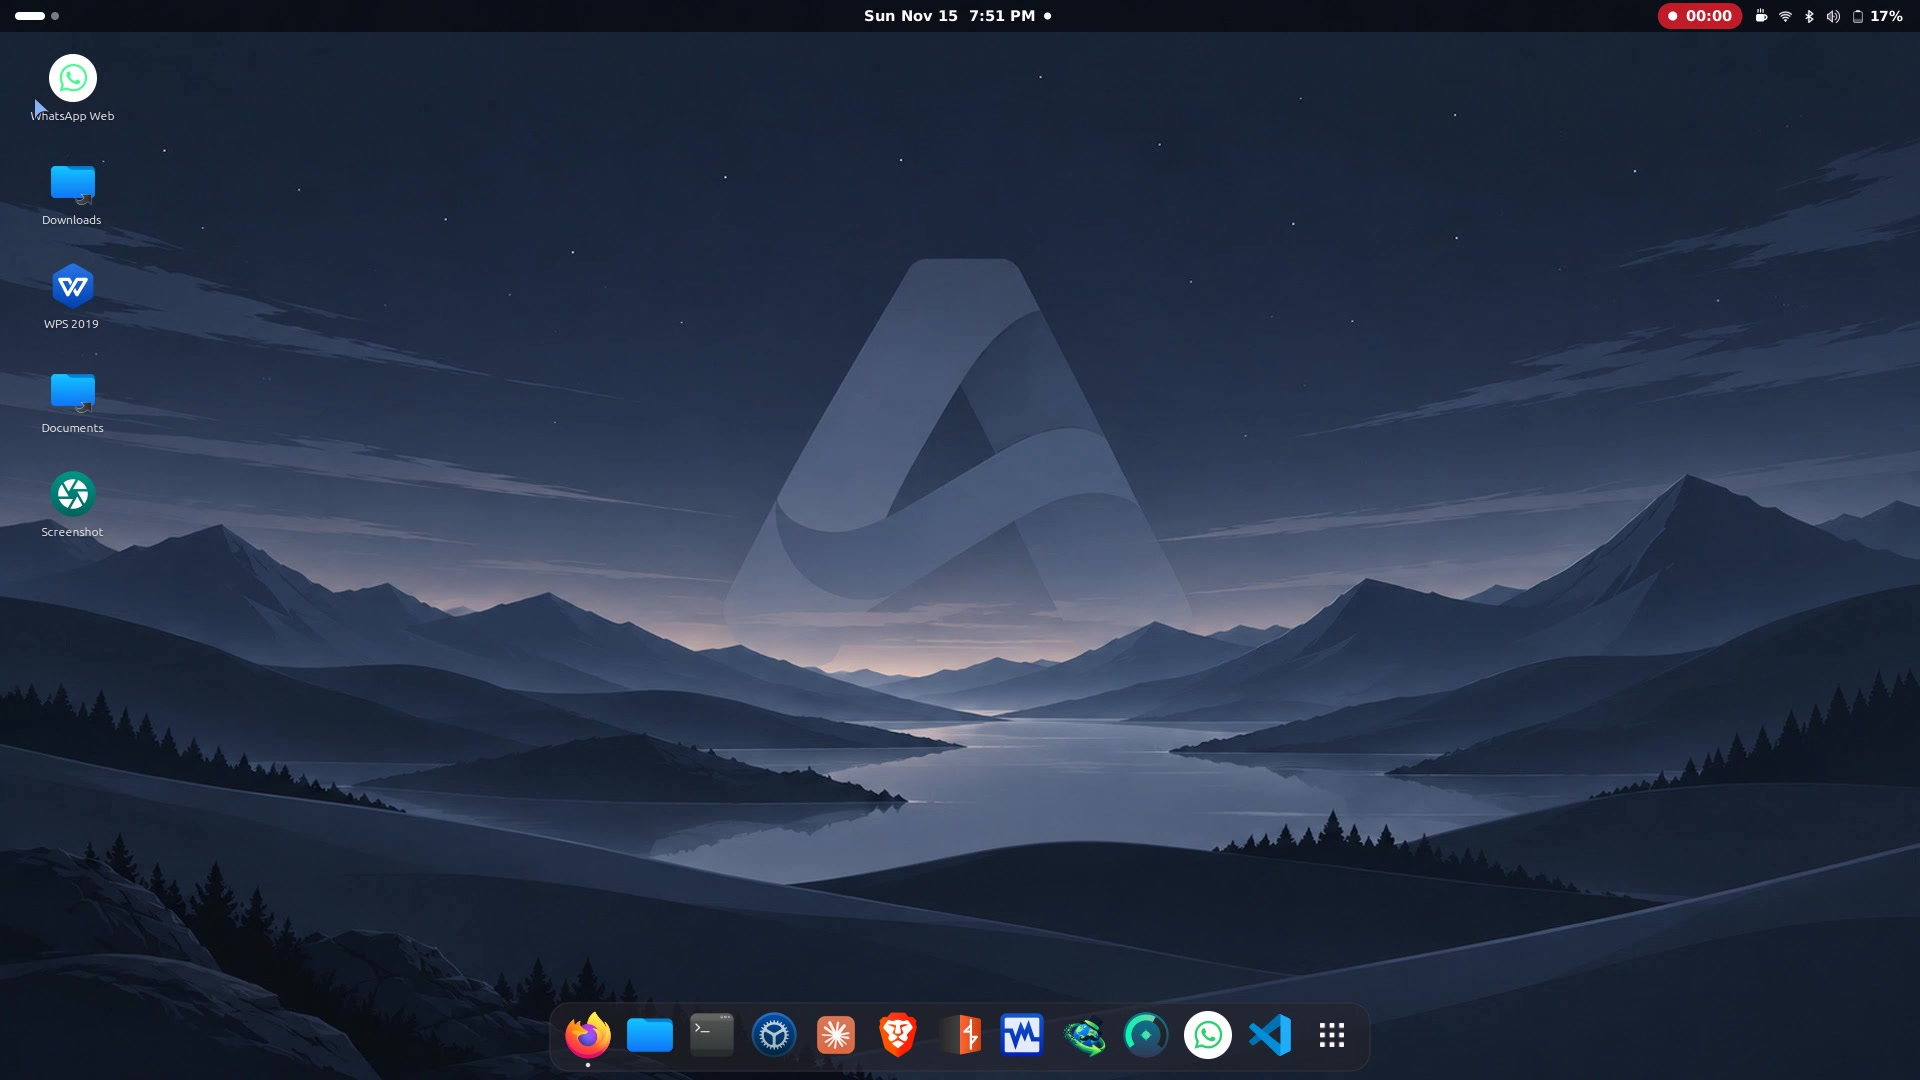 Sun Nov 15 7:51 PM
00:00
17%
WhatsApp Web
Downloads
WPS 2019
Documents
Screenshot